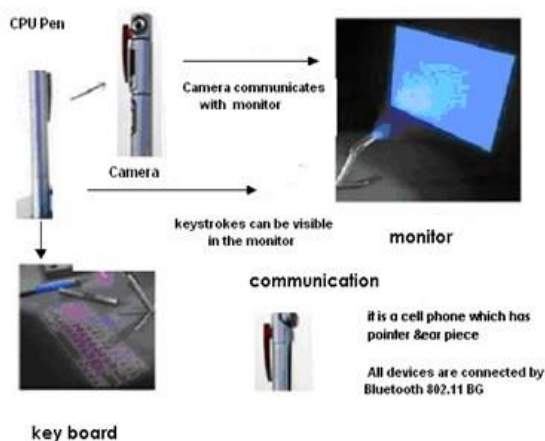 CPU Pen
Camera communicates
with monitor
Camera
keystrokes can be visible
in the monitor
monitor
communication
it is a cell phone which has
pointer &ear piece
All devices are connected by
Bluetooth 802.11 BG
key board